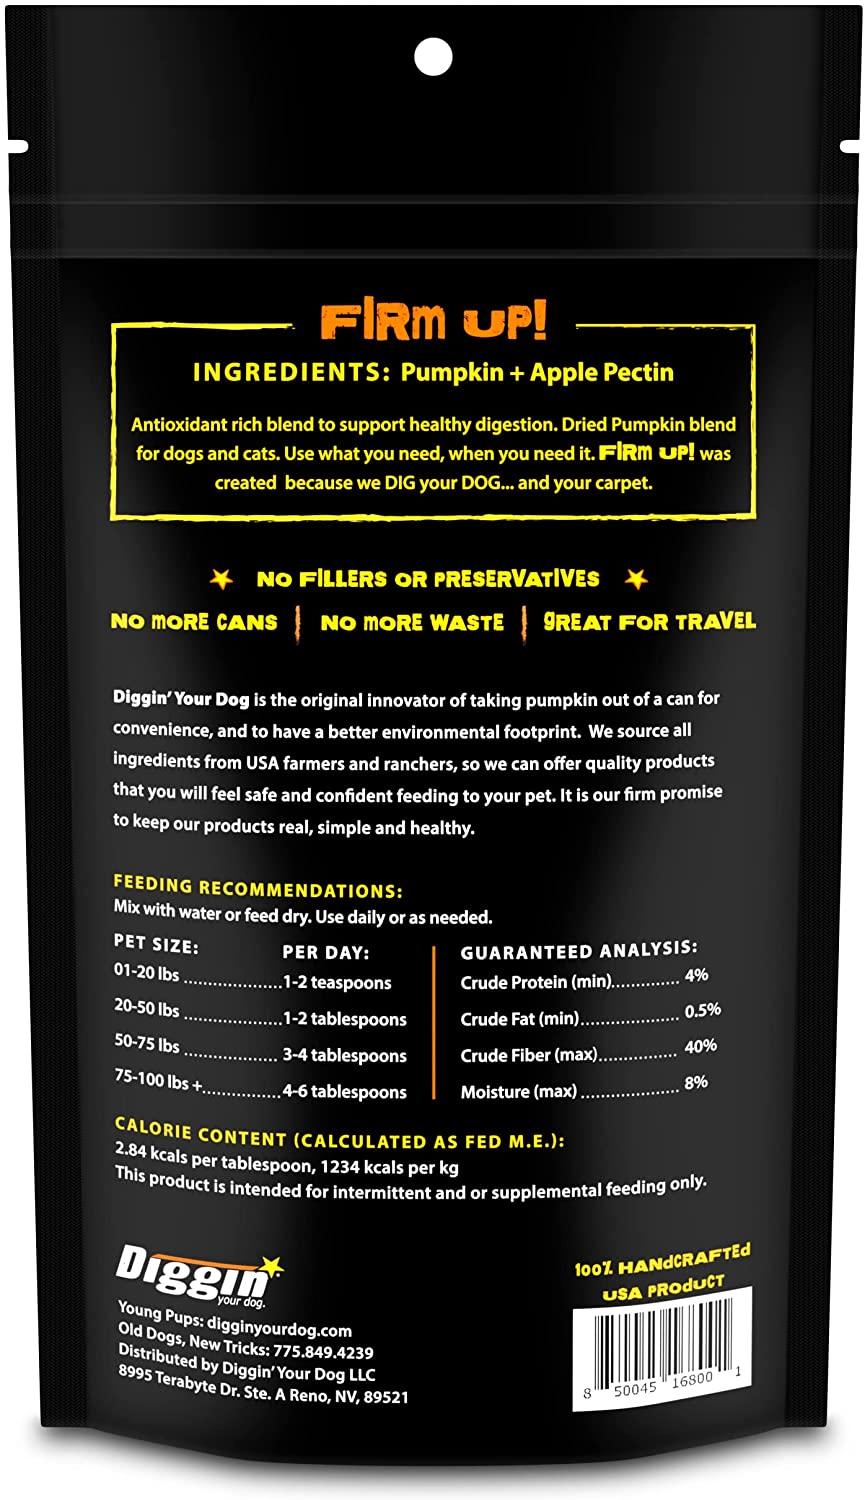 FIRM UP!
INGREDIENTS: Pumpkin + Apple Pectin
Antioxidant rich blend to support healthy digestion. Dried Pumpkin blend
for dogs and cats. Use what you need, when you need it. FIRM UP! was
created because we DIG your DOG... and your carpet.
NO FILLERS OR PRESERVATIVES
NO MORE CANS | NO MORE WASTE | GREAT FOR TRAVEL
Diggin' Your Dog is the original innovator of taking pumpkin out of a can for
convenience, and to have a better environmental footprint. We source all
ingredients from USA farmers and ranchers, so we can offer quality products
that you will feel safe and confident feeding to your pet. It is our firm promise
to keep our products real, simple and healthy.
FEEDING RECOMMENDATIONS:
Mix with water or feed dry. Use daily or as needed.
PET SIZE: PER DAY:
01-20 lbs ...................1-2 teaspoons
20-50 lbs ...................1-2 tablespoons
50-75 lbs ................... 3-4 tablespoons
75-100 lbs +................4-6 tablespoons
GUARANTEED ANALYSIS:
Crude Protein (min)............. 4%
Crude Fat (min)................... 0.5%
Crude Fiber (max)............... 40%
Moisture (max) ................... 8%
CALORIE CONTENT (CALCULATED AS FED M.E.):
2.84 kcals per tablespoon, 1234 kcals per kg
This product is intended for intermittent and or supplemental feeding only.
Diggin'
your dog.
Young Pups: digginyourdog.com
Old Dogs, New Tricks: 775.849.4239
Distributed by Diggin' Your Dog LLC
8995 Terabyte Dr. Ste. A Reno, NV, 89521
100% HANDCRAFTED
USA PRODUCT
8 50045 16800 1